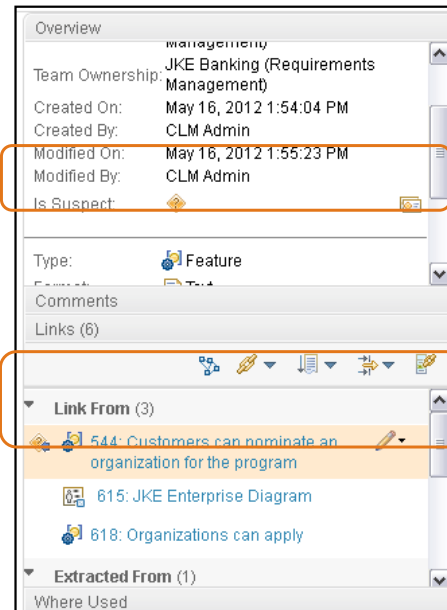 Overview
Management)
Team Ownership: JKE Banking (Requirements
Management)
Created On: May 16, 2012 1:54:04 PM
Created By: CLM Admin
Modified On: May 16, 2012 1:55:23 PM
Modified By: CLM Admin
Is Suspect:
Type: Feature
Format: Text
Comments
Links (6)
Link From (3)
544: Customers can nominate an
organization for the program
615: JKE Enterprise Diagram
618: Organizations can apply
Extracted From (1)
Where Used